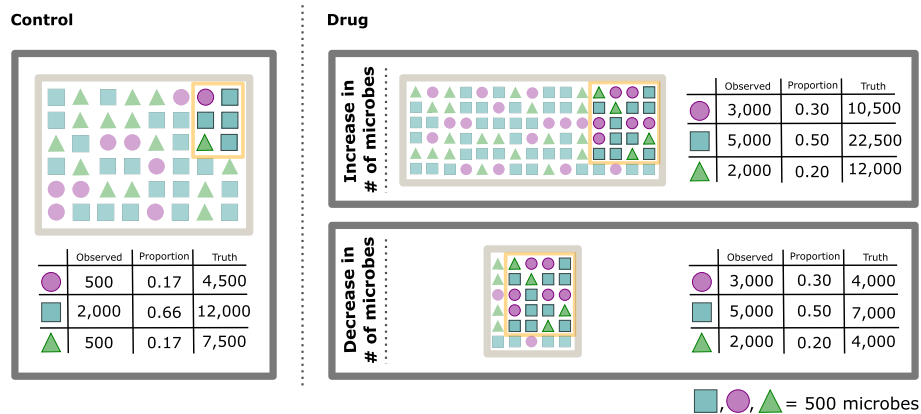 Control
Drug
Observed Proportion Truth
500 0.17 4,500
2,000 0.66 12,000
500 0.17 7,500
Increase in
# of microbes
Observed Proportion Truth
3,000 0.30 10,500
5,000 0.50 22,500
2,000 0.20 12,000
Decrease in
# of microbes
Observed Proportion Truth
3,000 0.30 4,000
5,000 0.50 7,000
2,000 0.20 4,000
, , = 500 microbes